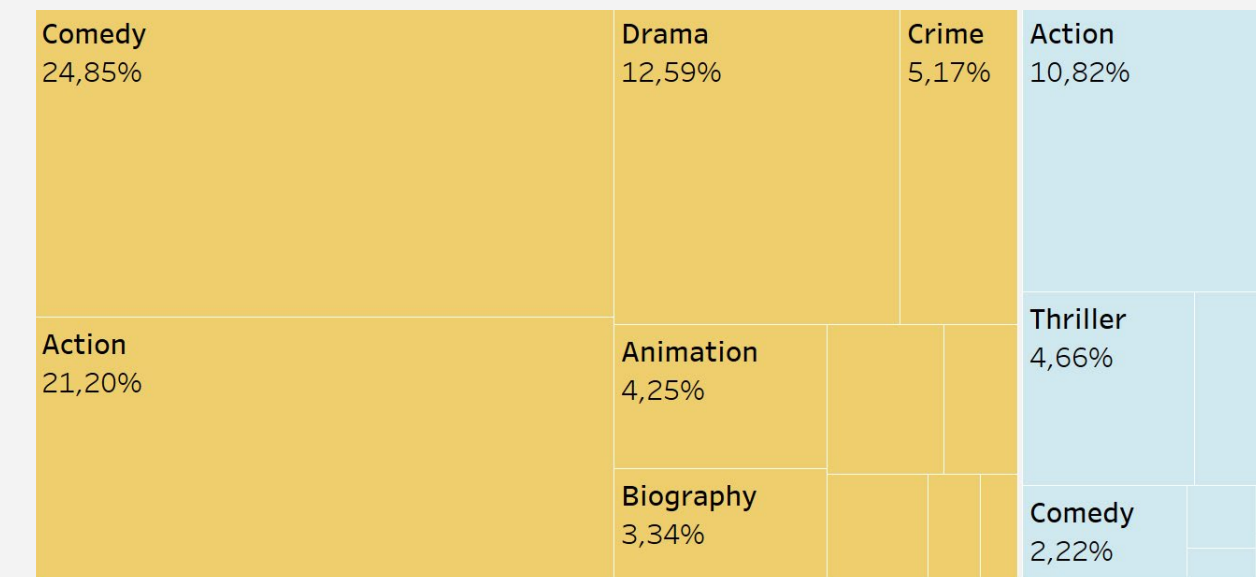 Comedy
24,85%
Action
21,20%
Drama
12,59%
Crime
5,17%
Animation
4,25%
Biography
3,34%
Action
10,82%
Thriller
4,66%
Comedy
2,22%